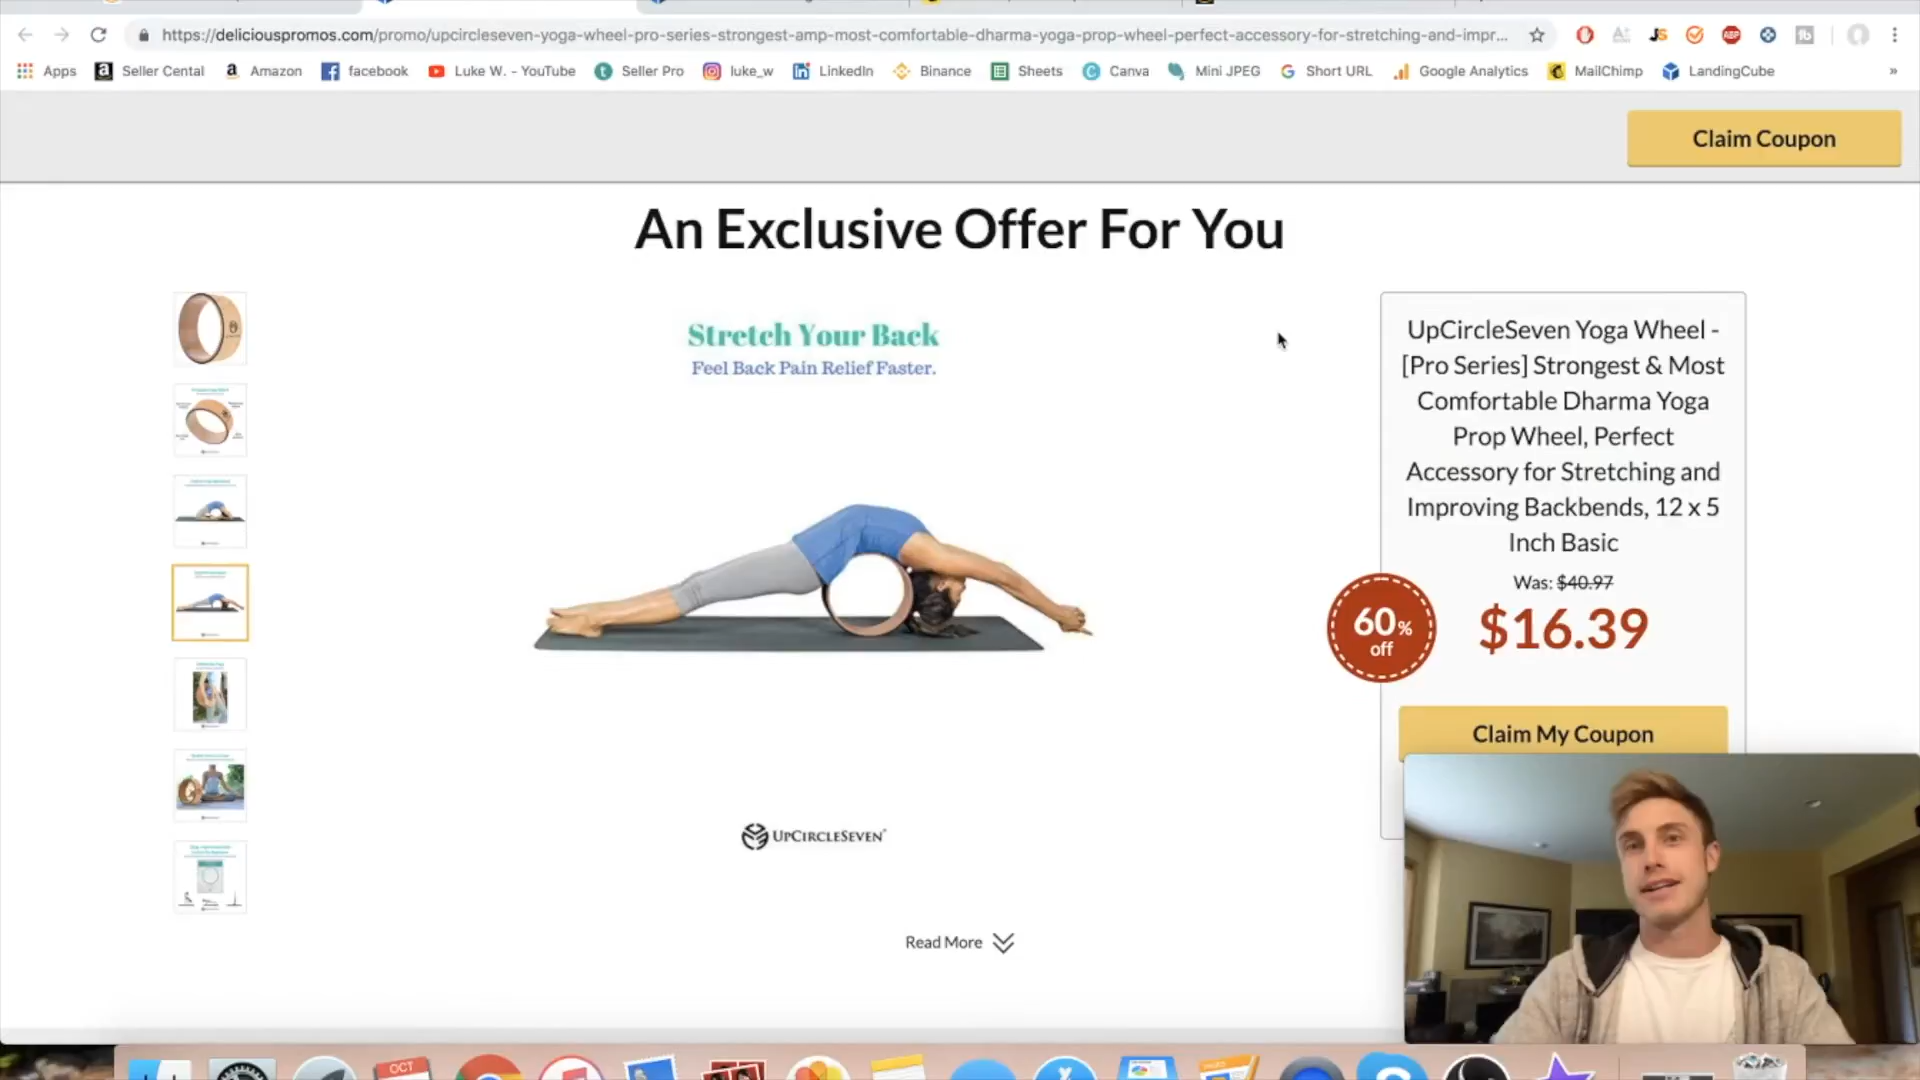 https://deliciouspromos.com/promo/upcircleseven-yoga-wheel-pro-series-strongest-amp-most-comfortable-dharma-yoga-prop-wheel-perfect-accessory-for-stretching-and-impr...
Apps Seller Cental Amazon facebook Luke W. - YouTube Seller Pro luke_w LinkedIn Binance Sheets Canva Mini JPEG Short URL Google Analytics MailChimp LandingCube »
Claim Coupon
An Exclusive Offer For You
Stretch Your Back
Feel Back Pain Relief Faster.
UPCIRCLESEVEN
Read More
UpCircleSeven Yoga Wheel -
[Pro Series] Strongest & Most
Comfortable Dharma Yoga
Prop Wheel, Perfect
Accessory for Stretching and
Improving Backbends, 12 x 5
Inch Basic
Was: $40.97
60%
off
$16.39
Claim My Coupon
OCT